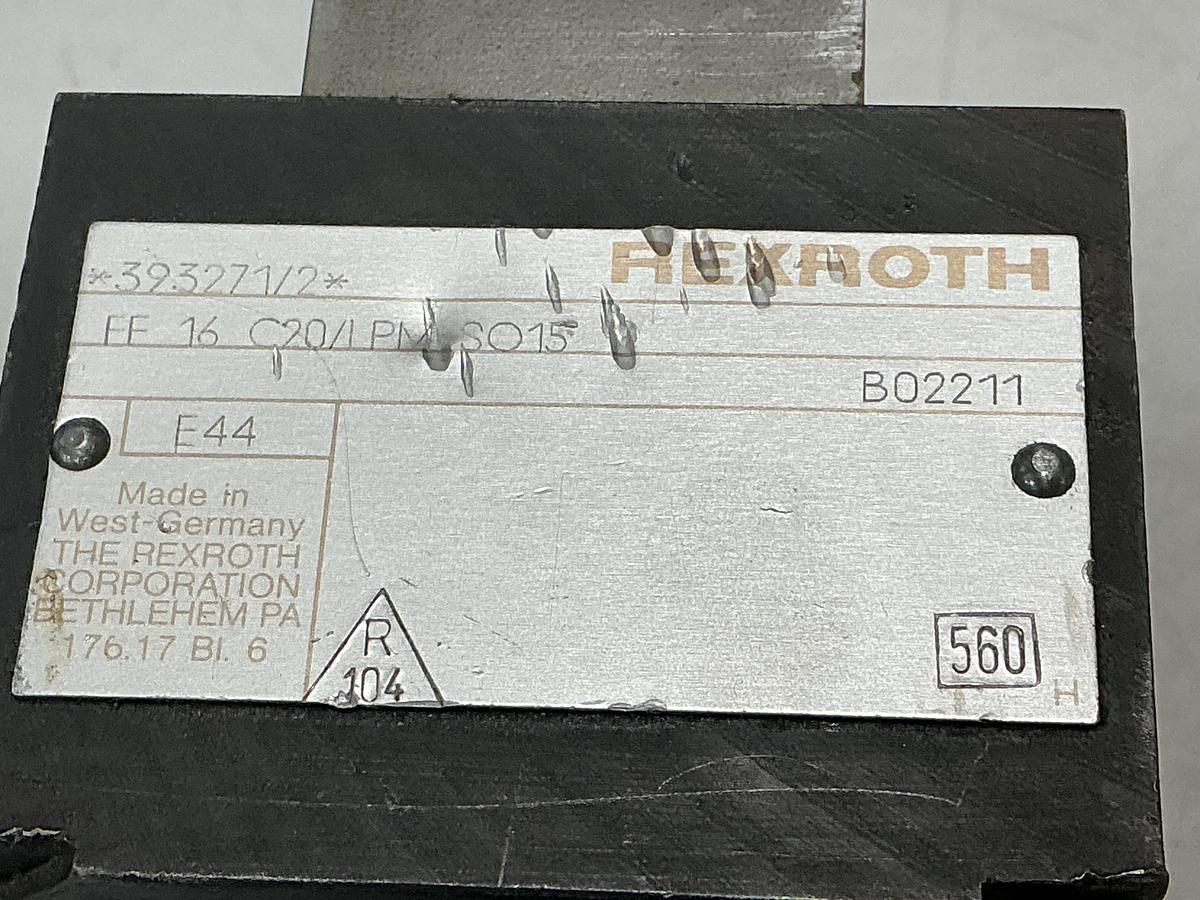 *393271/2*
REXROTH
FE 16 C20/LPM SO15
B02211
E44
Made in
West-Germany
THE REXROTH
CORPORATION
BETHLEHEM PA
176.17 Bl. 6
R
104
560
H